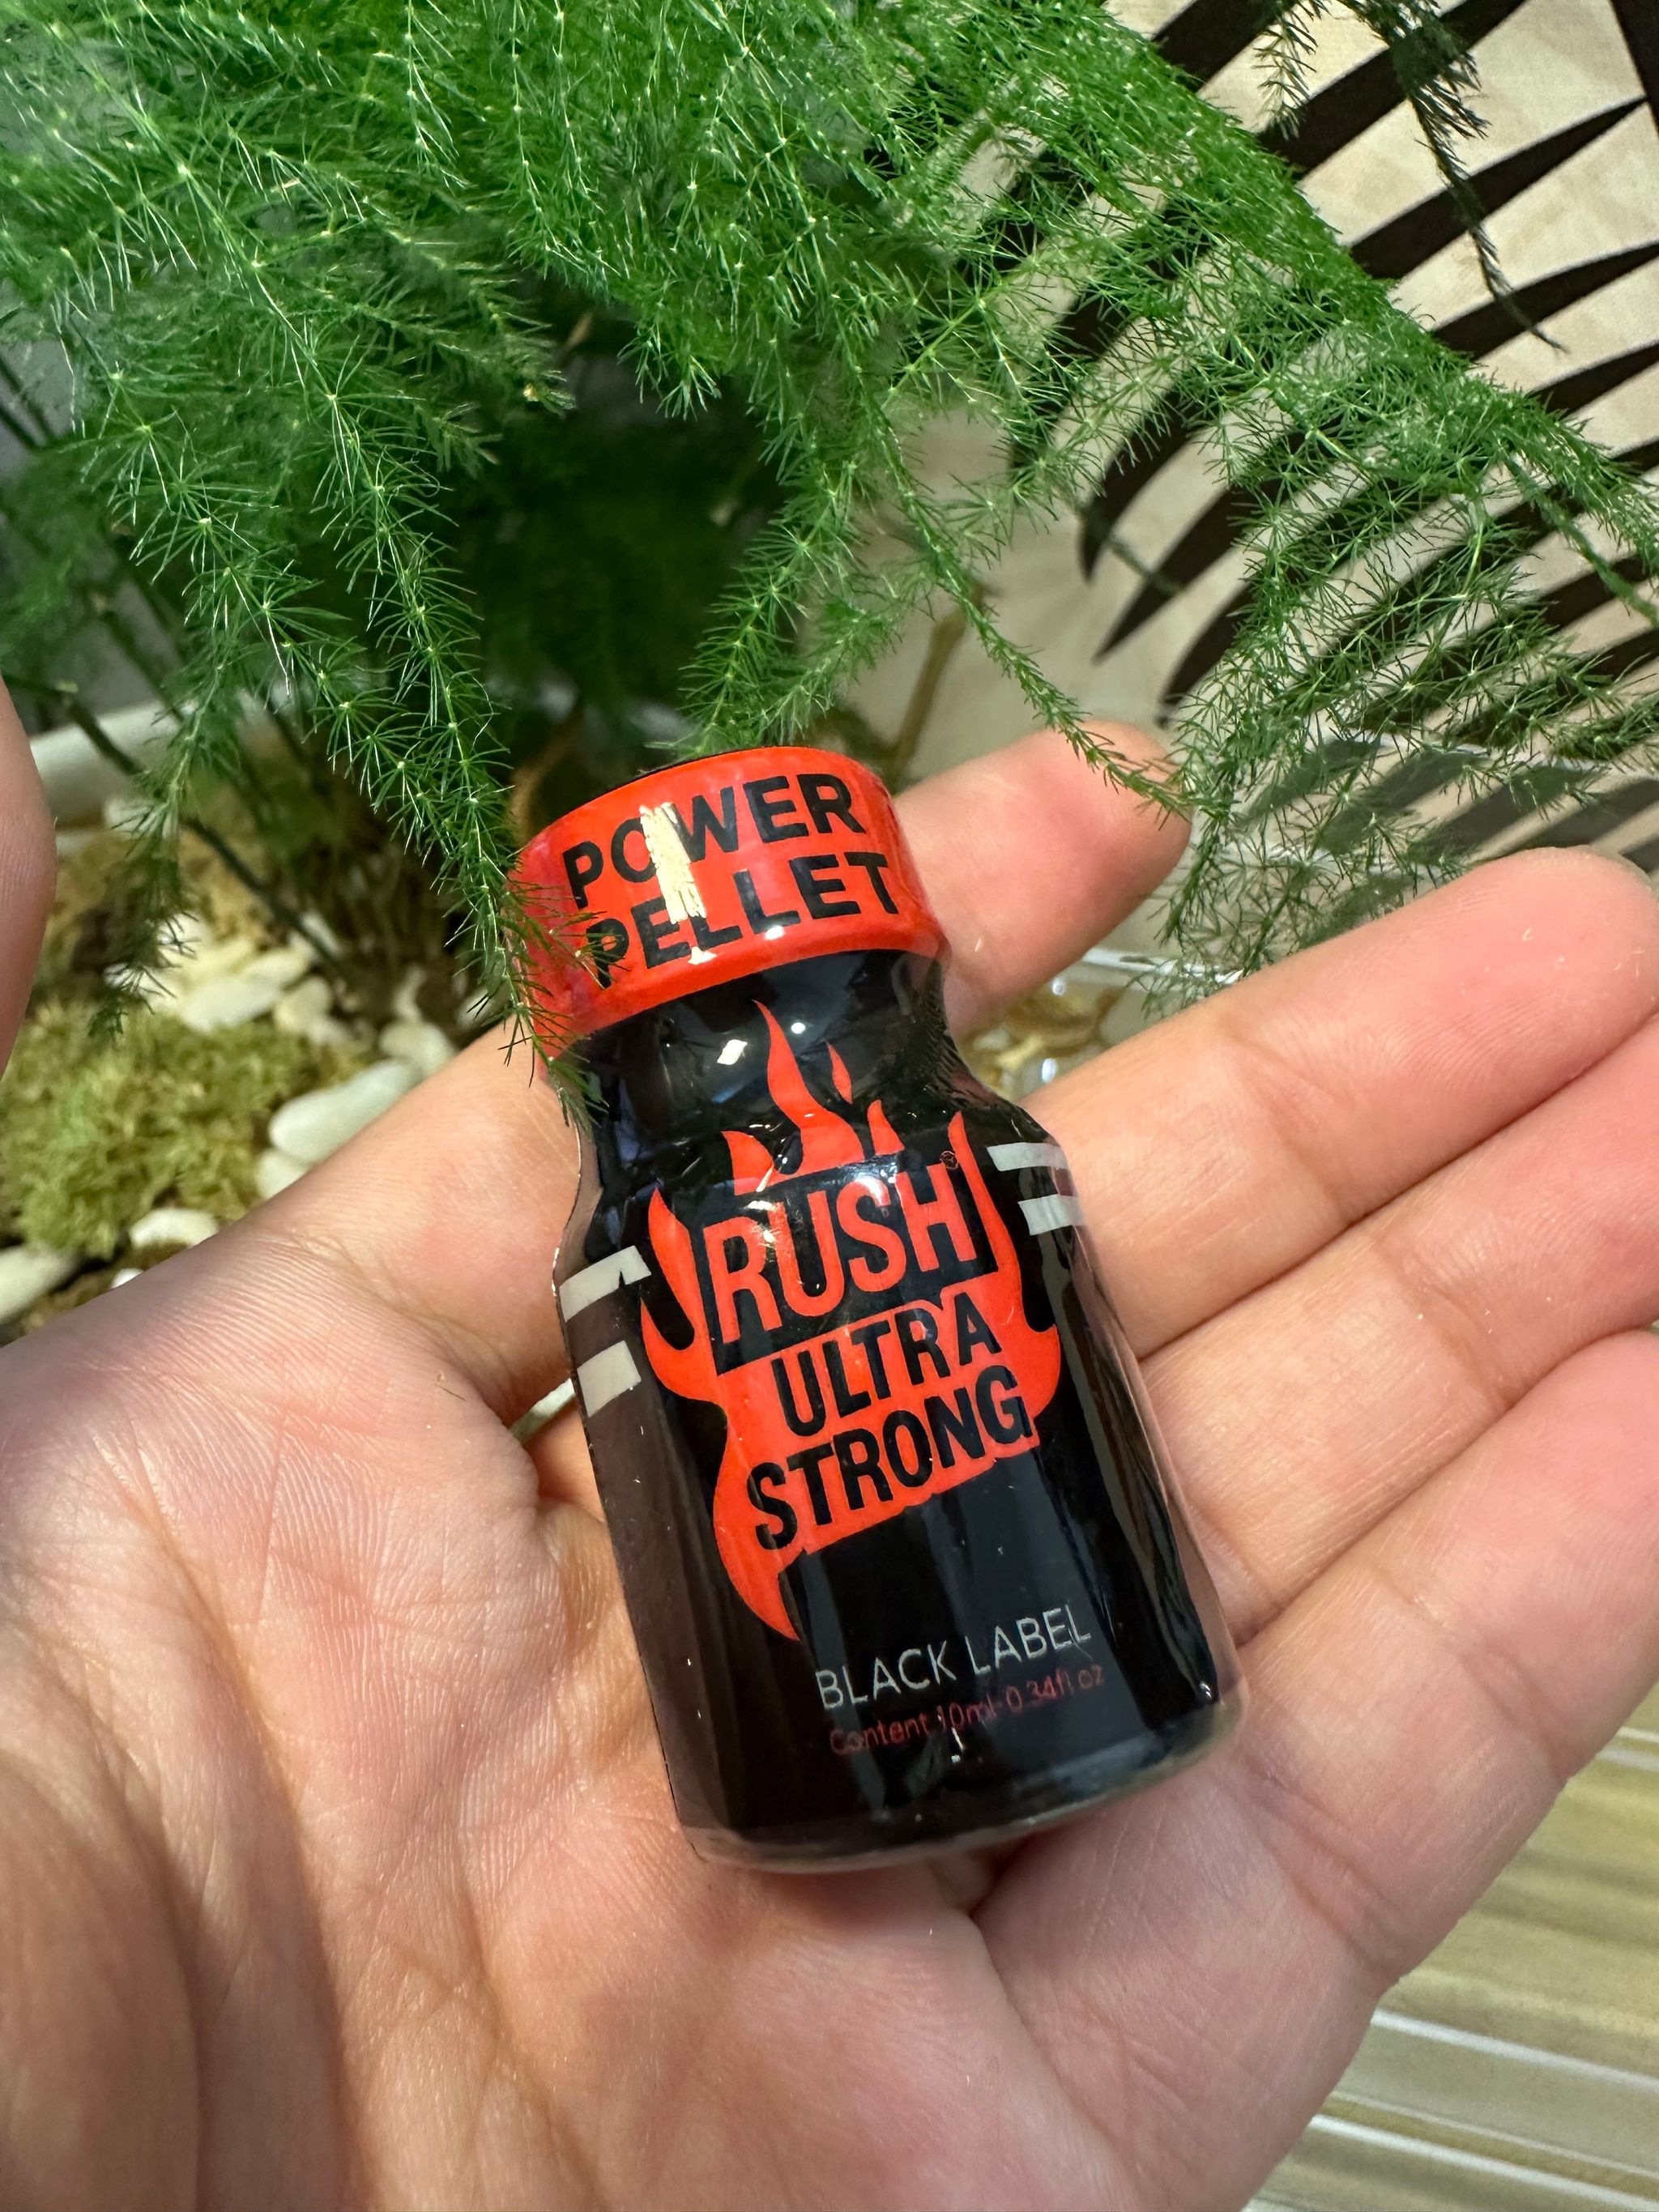 POWER
PELLET
RUSH®
ULTRA
STRONG
BLACK LABEL
Content 10ml-0.34fl oz